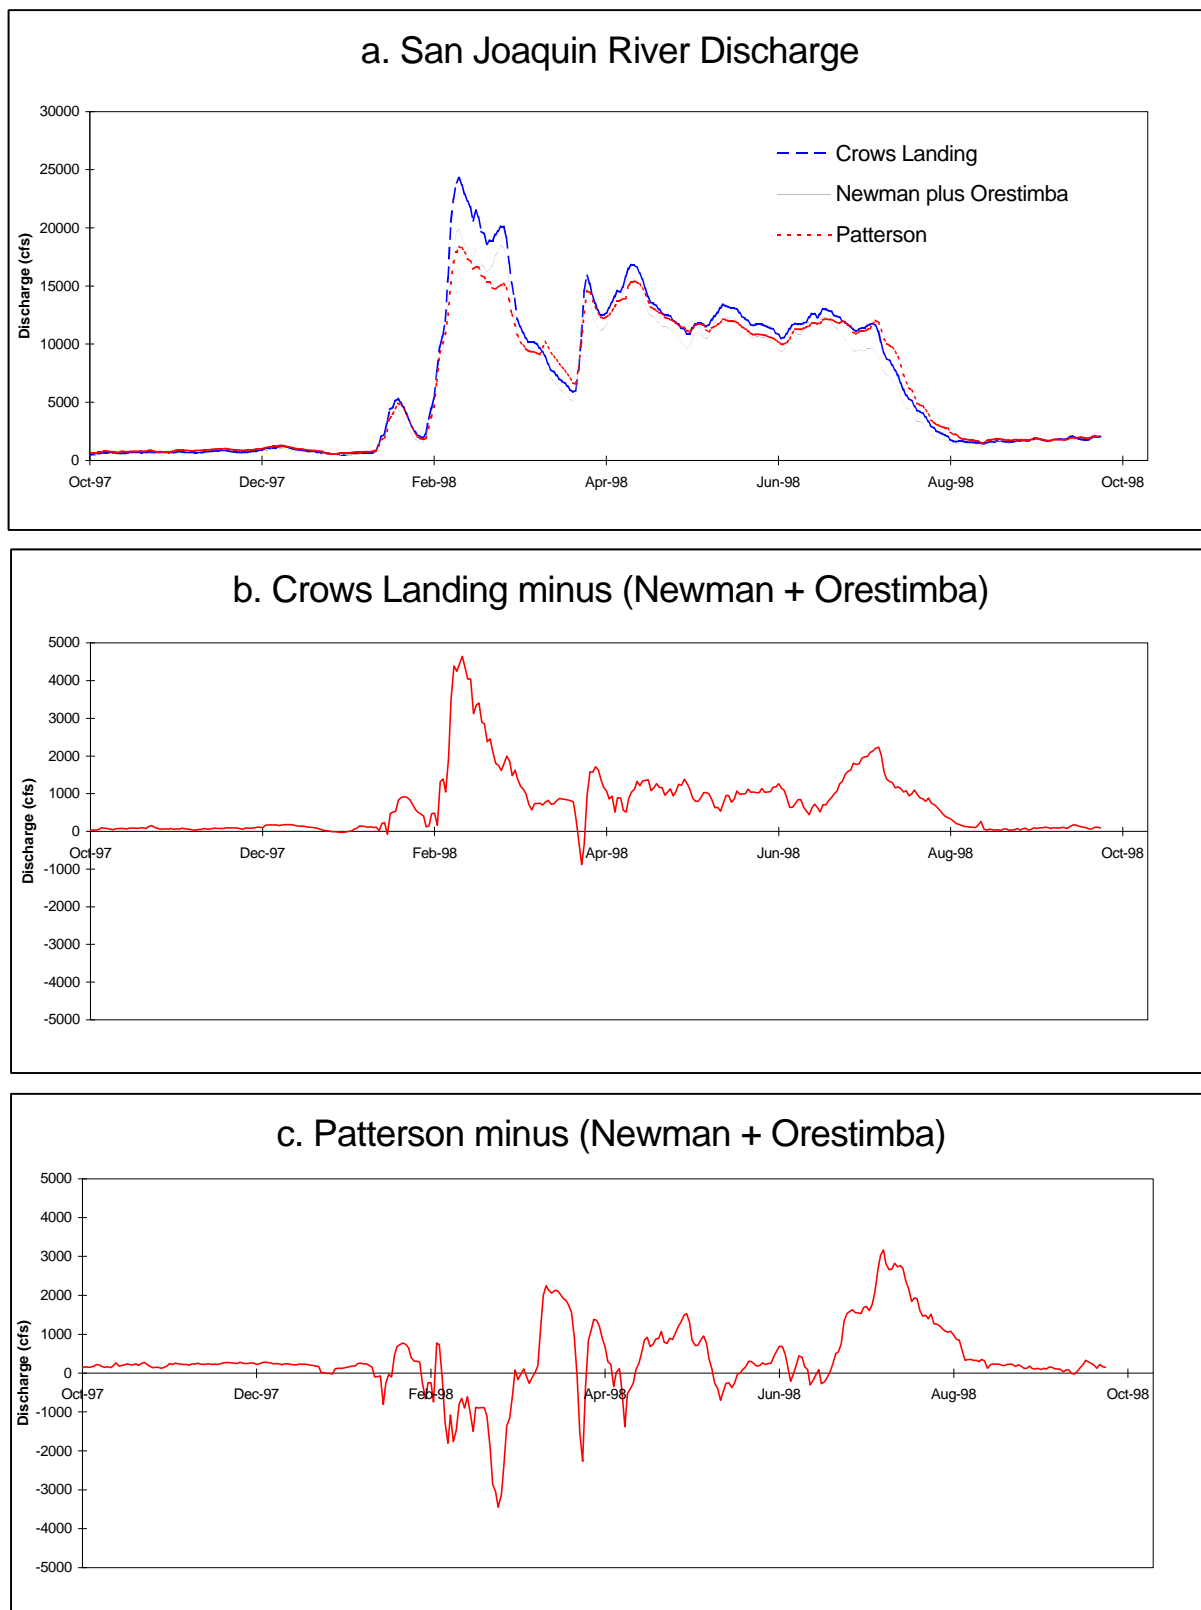 a. San Joaquin River Discharge
30000
25000
20000
15000
10000
5000
0
Discharge (cfs)
Crows Landing
Newman plus Orestimba
Patterson
Oct-97 Dec-97 Feb-98 Apr-98 Jun-98 Aug-98 Oct-98
b. Crows Landing minus (Newman + Orestimba)
5000
4000
3000
2000
1000
0
-1000
-2000
-3000
-4000
-5000
Discharge (cfs)
Oct-97 Dec-97 Feb-98 Apr-98 Jun-98 Aug-98 Oct-98
c. Patterson minus (Newman + Orestimba)
5000
4000
3000
2000
1000
0
-1000
-2000
-3000
-4000
-5000
Discharge (cfs)
Oct-97 Dec-97 Feb-98 Apr-98 Jun-98 Aug-98 Oct-98